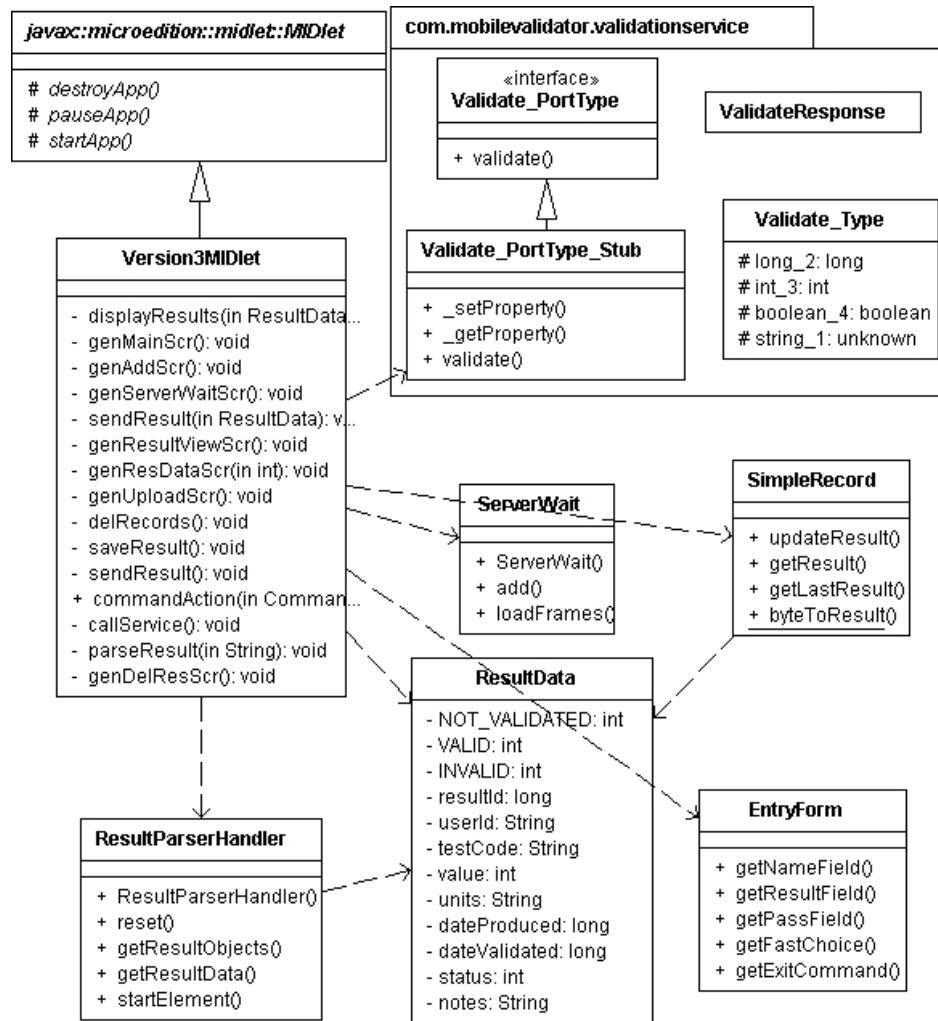 javax::microedition::midlet::MIDlet
# destroyApp()
# pauseApp()
# startApp()
com.mobilevalidator.validationservice
«interface»
Validate_PortType
+ validate()
ValidateResponse
Validate_PortType_Stub
+ _setProperty()
+ _getProperty()
+ validate()
Validate_Type
# long_2: long
# int_3: int
# boolean_4: boolean
# string_1: unknown
Version3MIDlet
- displayResults(in ResultData...
- genMainScr(): void
- genAddScr(): void
- genServerWaitScr(): void
- sendResult(in ResultData): v...
- genResultViewScr(): void
- genResDataScr(in int): void
- genUploadScr(): void
- delRecords(): void
- saveResult(): void
- sendResult(): void
+ commandAction(in Comman...
- callService(): void
- parseResult(in String): void
- genDelResScr(): void
ServerWait
+ ServerWait()
+ add()
+ loadFrames()
SimpleRecord
+ updateResult()
+ getResult()
+ getLastResult()
+ byteToResult()
ResultData
- NOT_VALIDATED: int
- VALID: int
- INVALID: int
- resultId: long
- userId: String
- testCode: String
- value: int
- units: String
- dateProduced: long
- dateValidated: long
- status: int
- notes: String
ResultParserHandler
+ ResultParserHandler()
+ reset()
+ getResultObjects()
+ getResultData()
+ startElement()
EntryForm
+ getNameField()
+ getResultField()
+ getPassField()
+ getFastChoice()
+ getExitCommand()